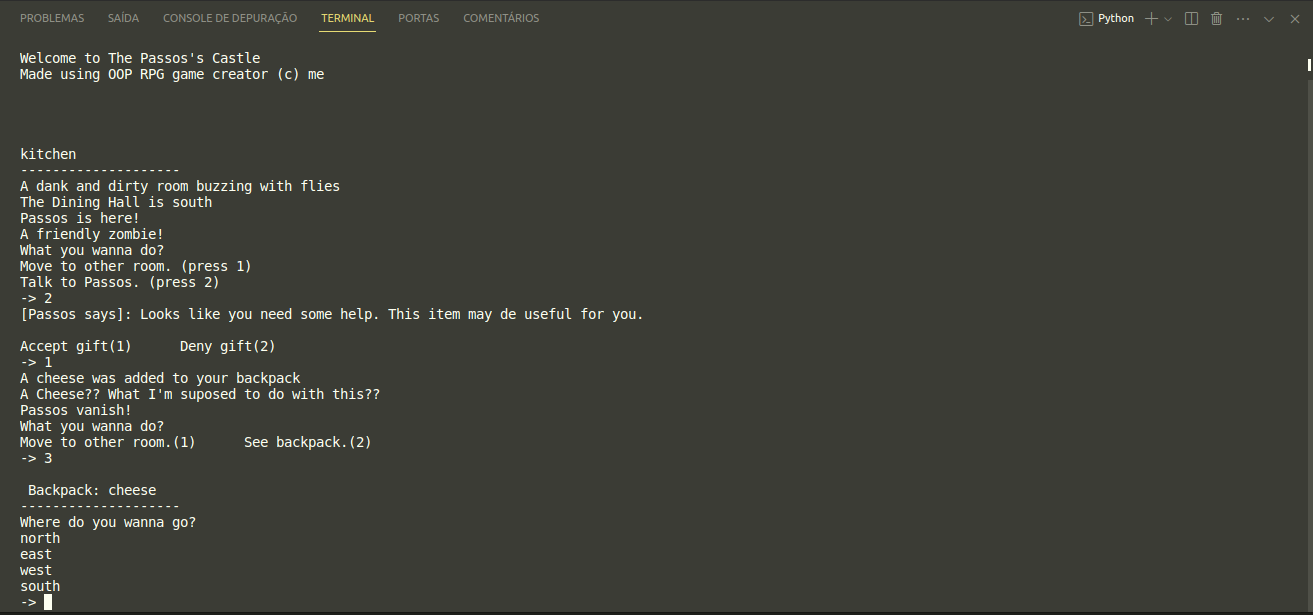 PROBLEMAS SAÍDA CONSOLE DE DEPURAÇÃO TERMINAL PORTAS COMENTÁRIOS Python
Welcome to The Passos's Castle
Made using OOP RPG game creator (c) me
kitchen
--------------------
A dank and dirty room buzzing with flies
The Dining Hall is south
Passos is here!
A friendly zombie!
What you wanna do?
Move to other room. (press 1)
Talk to Passos. (press 2)
-> 2
[Passos says]: Looks like you need some help. This item may de useful for you.
Accept gift(1)      Deny gift(2)
-> 1
A cheese was added to your backpack
A Cheese?? What I'm suposed to do with this??
Passos vanish!
What you wanna do?
Move to other room.(1)      See backpack.(2)
-> 3
Backpack: cheese
--------------------
Where do you wanna go?
north
east
west
south
->